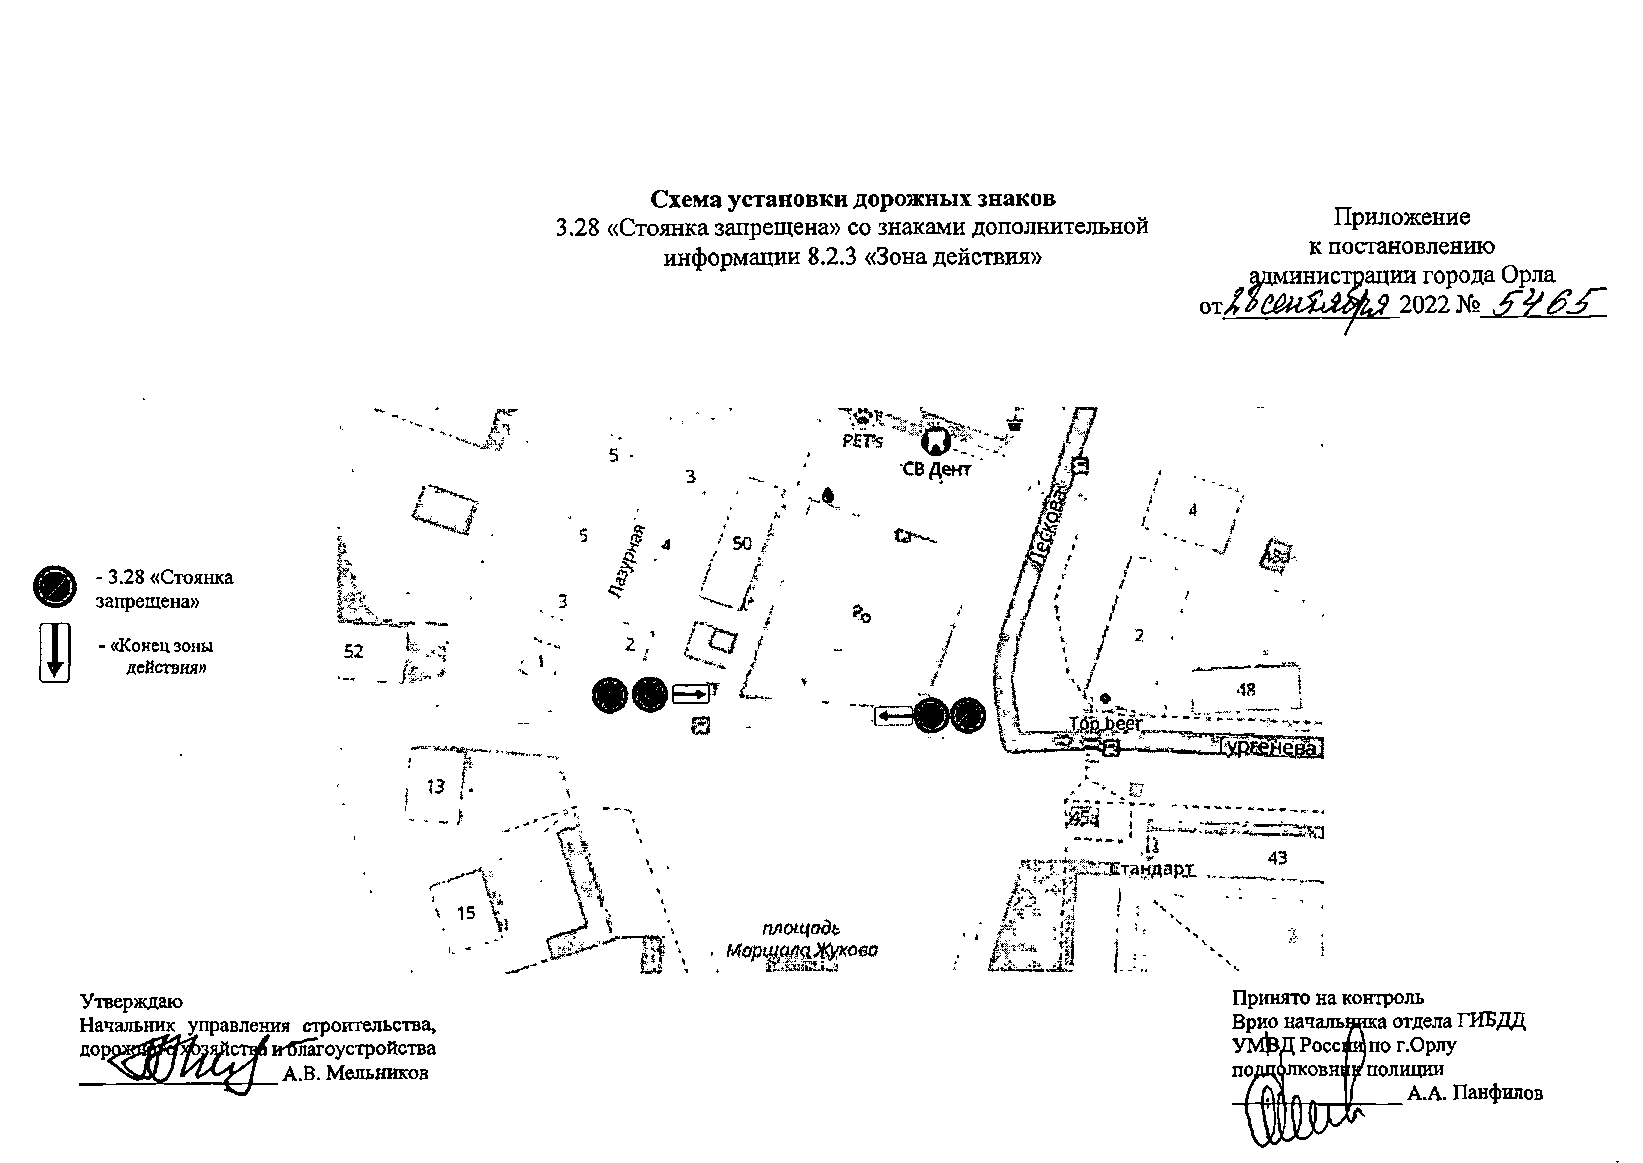 Схема установки дорожных знаков
3.28 «Стоянка запрещена» со знаками дополнительной
информации 8.2.3 «Зона действия»
Приложение
к постановлению
администрации города Орла
от 28 сентября 2022 № 5465
- 3.28 «Стоянка
запрещена»
- «Конец зоны
действия»
PET's
СВ Дент
5
3
5
Лазурная
4
50
Лескова
4
3
2
1
52
2
48
Top beer
Тургенева
13
15
43
Стандарт
площадь
Маршала Жукова
Утверждаю
Начальник управления строительства,
дорожного хозяйства и благоустройства
А.В. Мельников
Принято на контроль
Врио начальника отдела ГИБДД
УМВД России по г.Орлу
подполковник полиции
А.А. Панфилов